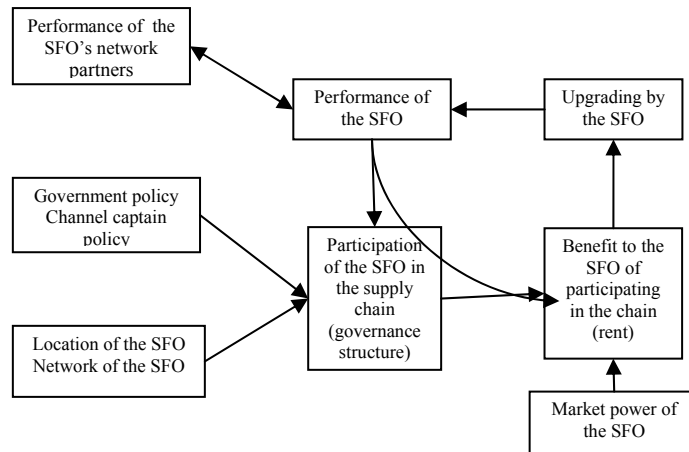 Performance of the
SFO's network
partners
Performance of
the SFO
Upgrading by
the SFO
Government policy
Channel captain
policy
Participation
of the SFO in
the supply
chain
(governance
structure)
Benefit to the
SFO of
participating
in the chain
(rent)
Location of the SFO
Network of the SFO
Market power of
the SFO